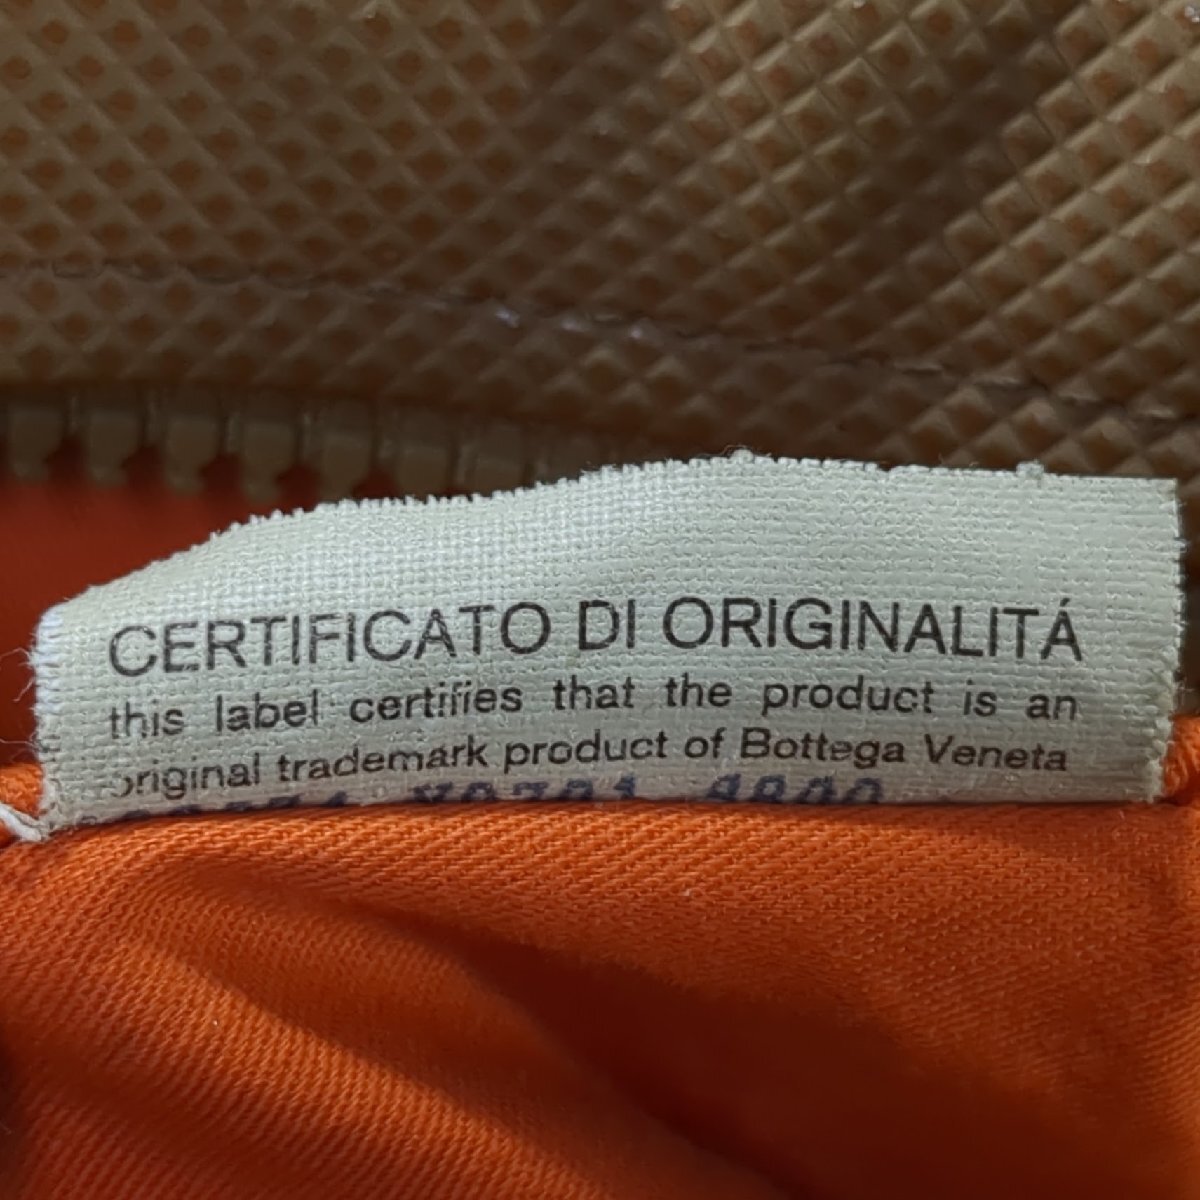 CERTIFICATO DI ORIGINALITÁ
this label certifies that the product is an
original trademark product of Bottega Veneta